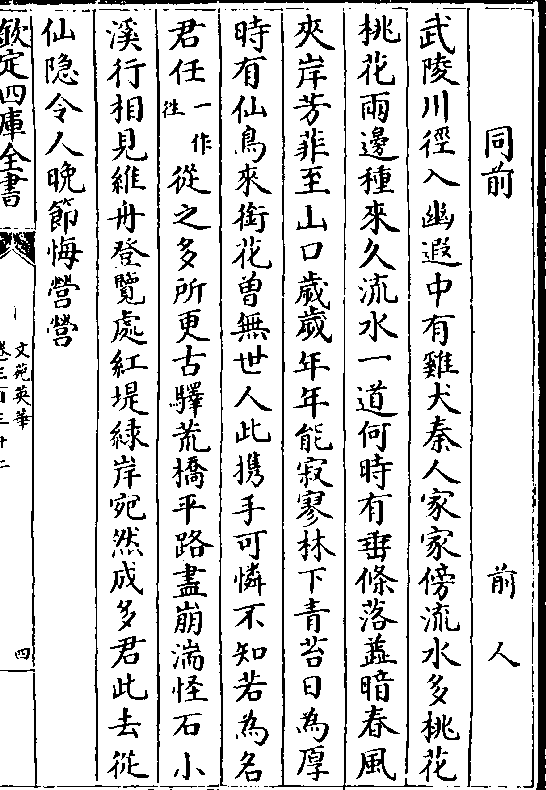 同前　前人
武陵川徑入幽遐中有雞犬秦人家家傍流水多桃花
桃花兩邊種來久流水一道何時有垂條落蘂暗春風
夾岸芳菲至山口歲歲年年能寂寥林下青苔日為厚
時有仙鳥來銜花曾無世人此攜手可憐不知若為名
君任一作往從之多所更古驛荒橋平路盡崩湍怪石小
溪行相見維舟登覽處紅堤綠岸宛然成多君此去從
仙隐令人晚節悔營營
欽定四庫全書
文苑英華
卷三百三十二
四